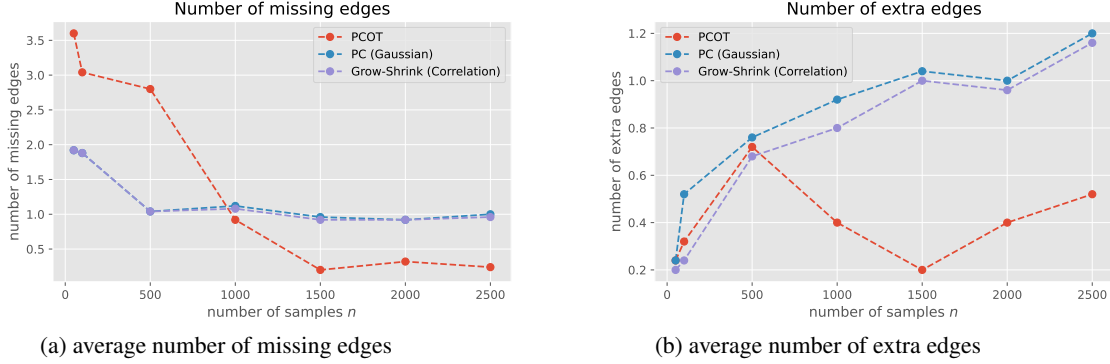 Number of missing edges
PCOT
PC (Gaussian)
Grow-Shrink (Correlation)
number of missing edges
3.5
3.0
2.5
2.0
1.5
1.0
0.5
0 500 1000 1500 2000 2500
number of samples n
(a) average number of missing edges
Number of extra edges
PCOT
PC (Gaussian)
Grow-Shrink (Correlation)
number of extra edges
1.2
1.0
0.8
0.6
0.4
0.2
0 500 1000 1500 2000 2500
number of samples n
(b) average number of extra edges